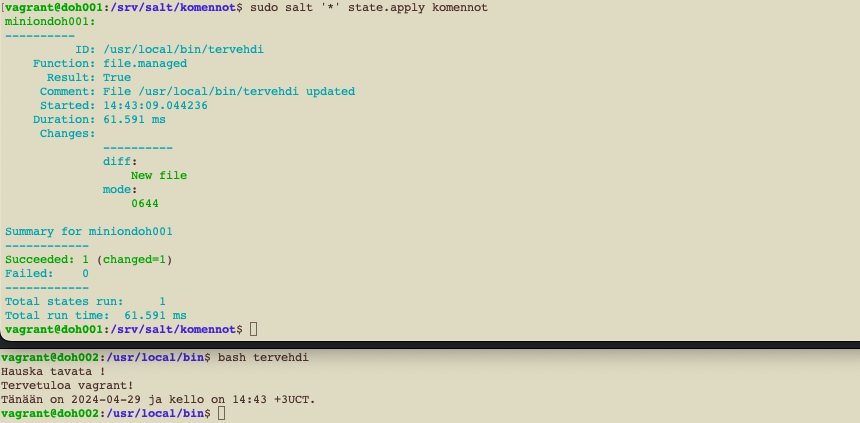 [vagrant@doh001:/srv/salt/komennot$ sudo salt '*' state.apply komennot
miniondoh001:
----------
ID: /usr/local/bin/tervehdi
Function: file.managed
Result: True
Comment: File /usr/local/bin/tervehdi updated
Started: 14:43:09.044236
Duration: 61.591 ms
Changes:
----------
diff:
New file
mode:
0644
Summary for miniondoh001
------------
Succeeded: 1 (changed=1)
Failed:    0
------------
Total states run:     1
Total run time:  61.591 ms
vagrant@doh001:/srv/salt/komennot$
vagrant@doh002:/usr/local/bin$ bash tervehdi
Hauska tavata !
Tervetuloa vagrant!
Tänään on 2024-04-29 ja kello on 14:43 +3UCT.
vagrant@doh002:/usr/local/bin$